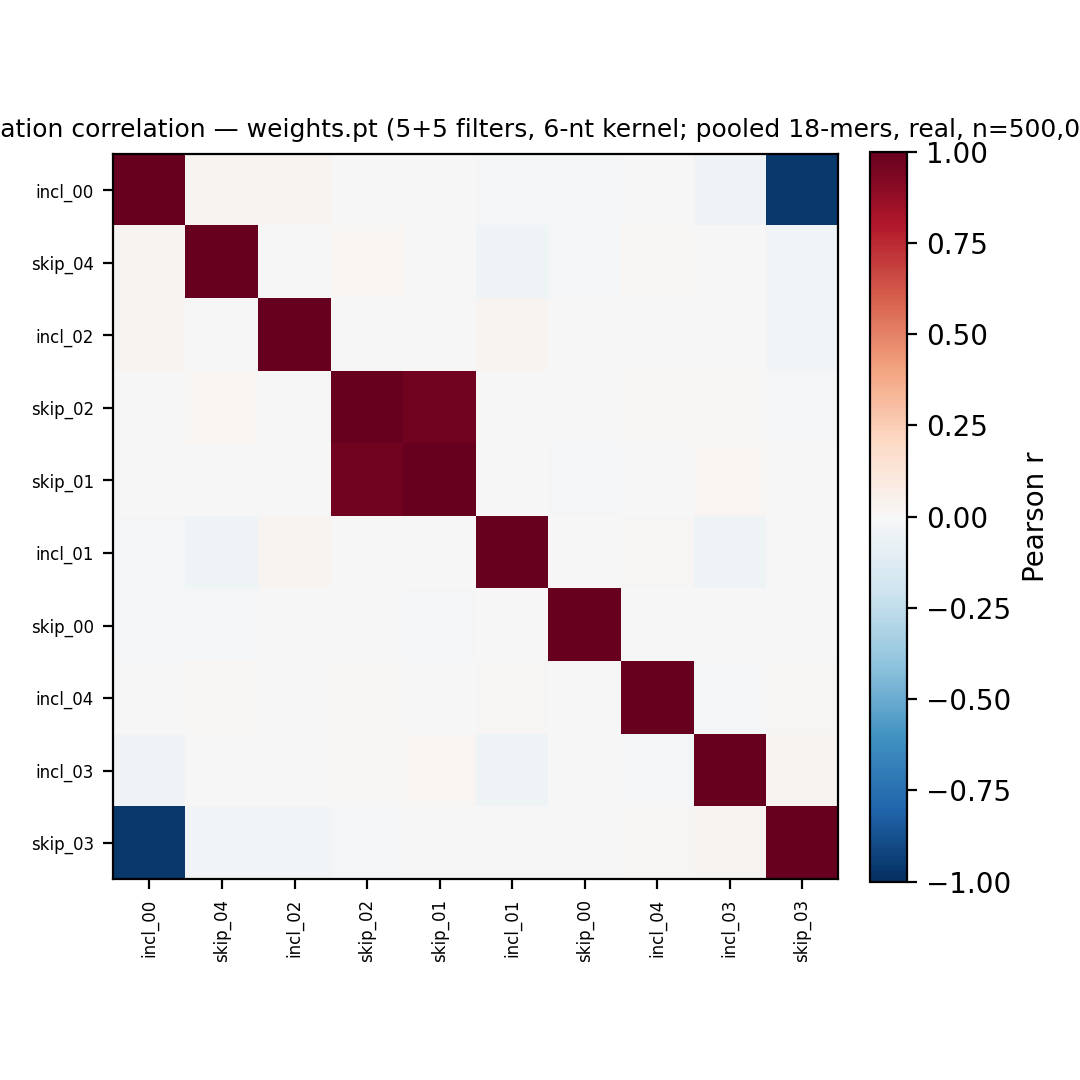 ation correlation — weights.pt (5+5 filters, 6-nt kernel; pooled 18-mers, real, n=500,0
incl_00
skip_04
incl_02
skip_02
skip_01
incl_01
skip_00
incl_04
incl_03
skip_03
incl_00
skip_04
incl_02
skip_02
skip_01
incl_01
skip_00
incl_04
incl_03
skip_03
1.00
0.75
0.50
0.25
0.00
−0.25
−0.50
−0.75
−1.00
Pearson r